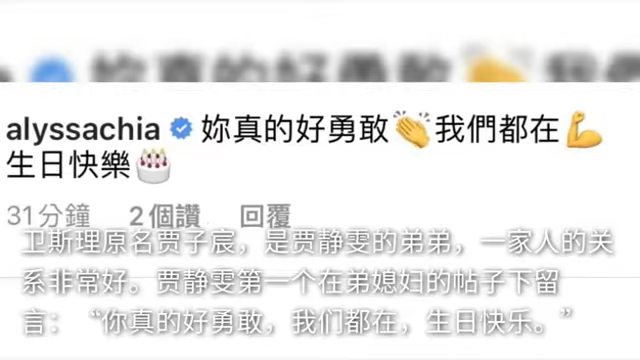 alyssachia 妳真的好勇敢👏我們都在💪
生日快樂🎂
31分鐘 2個讚 回覆
卫斯理原名贾子宸，是贾静雯的弟弟，一家人的关
系非常好。贾静雯第一个在弟媳妇的帖子下留
言：“你真的好勇敢，我们都在，生日快乐。”